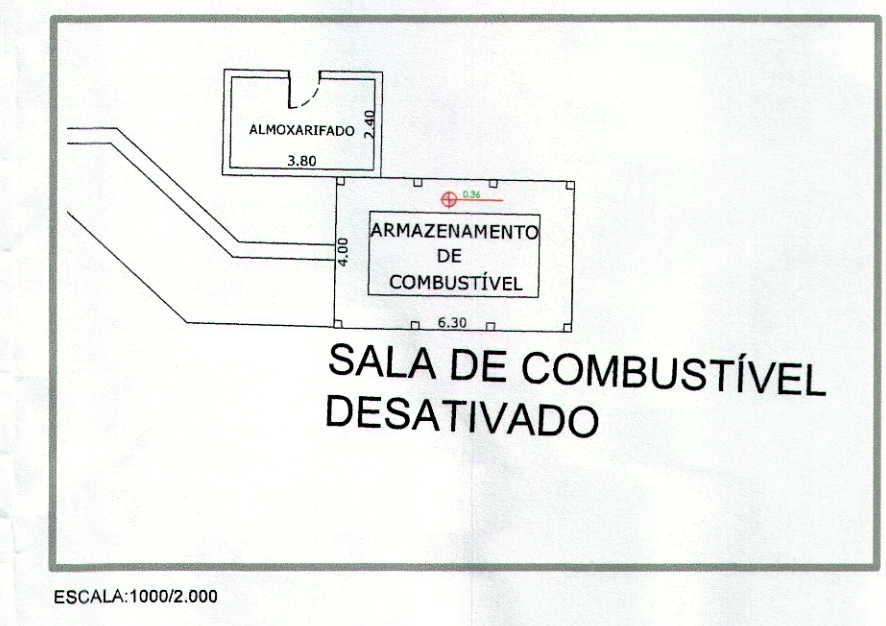 ALMOXARIFADO
2.40
3.80
0.36
ARMAZENAMENTO
DE
COMBUSTÍVEL
4.00
6.30
SALA DE COMBUSTÍVEL
DESATIVADO
ESCALA:1000/2.000